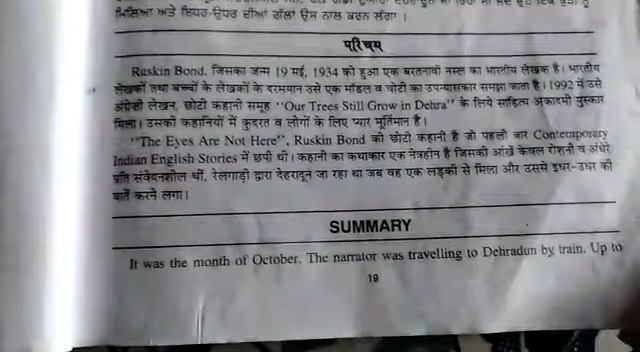 ਮਿਲਿਆ ਅਤੇ ਇਧਰ-ਉਧਰ ਦੀਆਂ ਗੱਲਾਂ ਉਸ ਨਾਲ ਕਰਨ ਲੱਗਾ ।
परिचय
Ruskin Bond, जिसका जन्म 19 मई, 1934 को हुआ एक बरतानवी नस्ल का भारतीय लेखक है। भारतीय
लेखकों तथा बच्चों के लेखकों के दरमयान उसे एक मॉडल व चोटी का उपन्यासकार समझा जाता है। 1992 में उसे
अंग्रेजी लेखन, छोटी कहानी समूह "Our Trees Still Grow in Dehra" के लिये साहित्य अकादमी पुरस्कार
मिला। उसकी कहानियों में कुदरत व लोगों के लिए प्यार मूर्तिमान है।
"The Eyes Are Not Here", Ruskin Bond की छोटी कहानी है जो पहली बार Contemporary
Indian English Stories में छपी थी। कहानी का कथाकार एक नेत्रहीन है जिसकी आँखें केवल रोशनी व अंधेरे
प्रति संवेदनशील थीं, रेलगाड़ी द्वारा देहरादून जा रहा था जब वह एक लड़की से मिला और उससे इधर-उधर की
बातें करने लगा।
SUMMARY
It was the month of October. The narrator was travelling to Dehradun by train. Up to
19